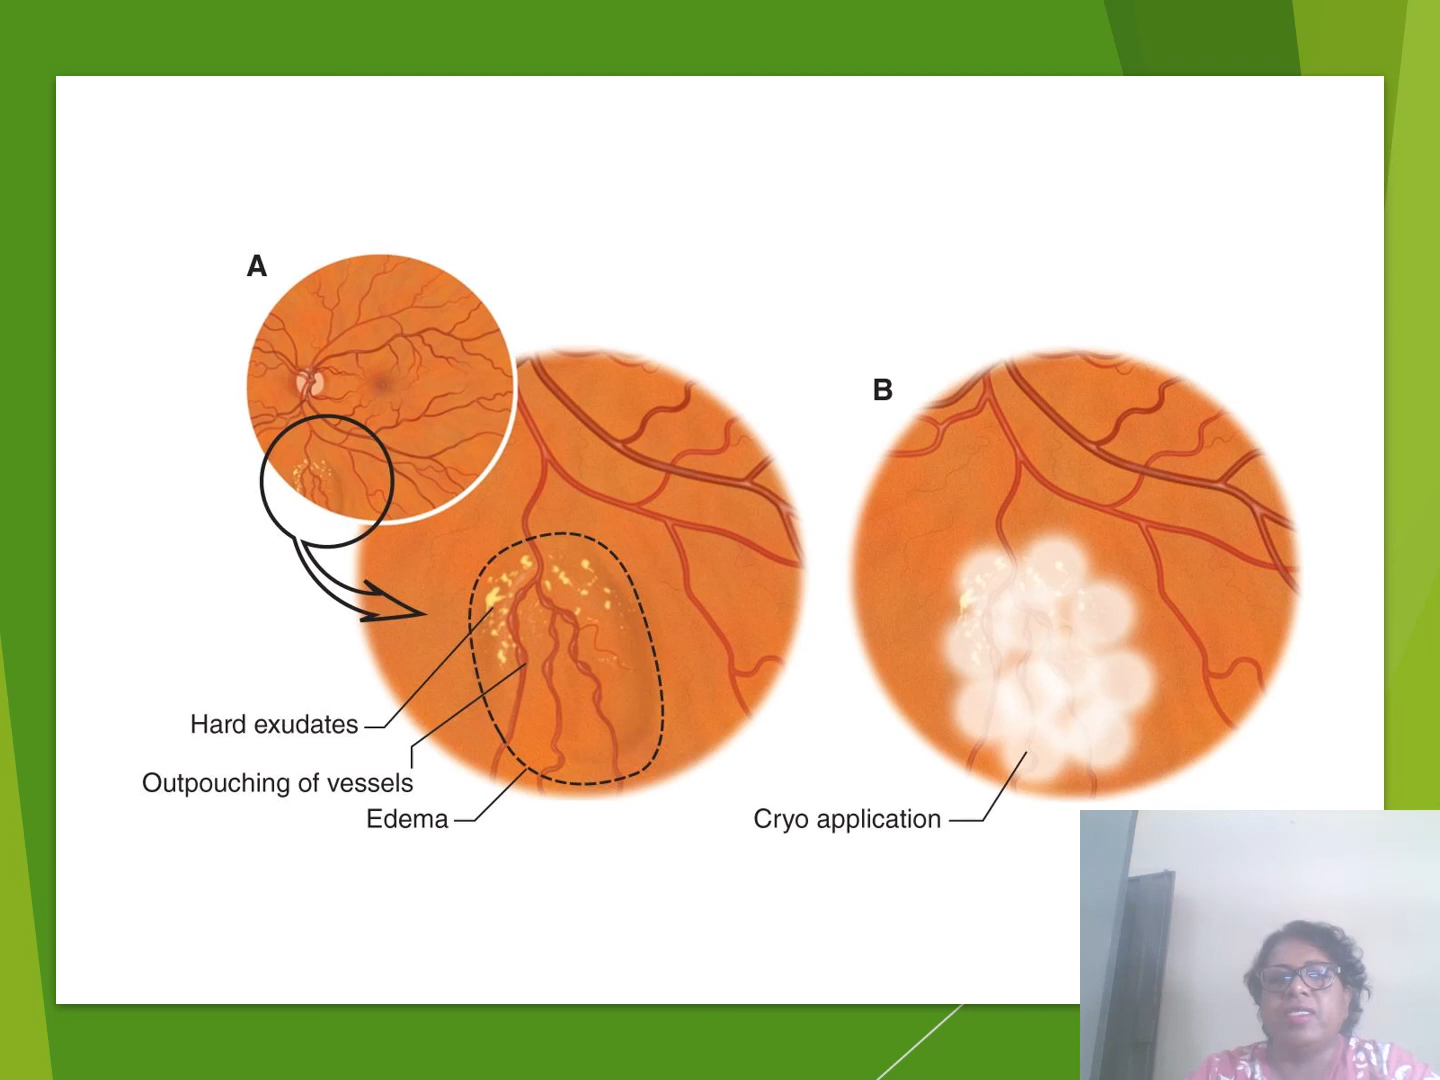 A
B
Hard exudates
Outpouching of vessels
Edema
Cryo application